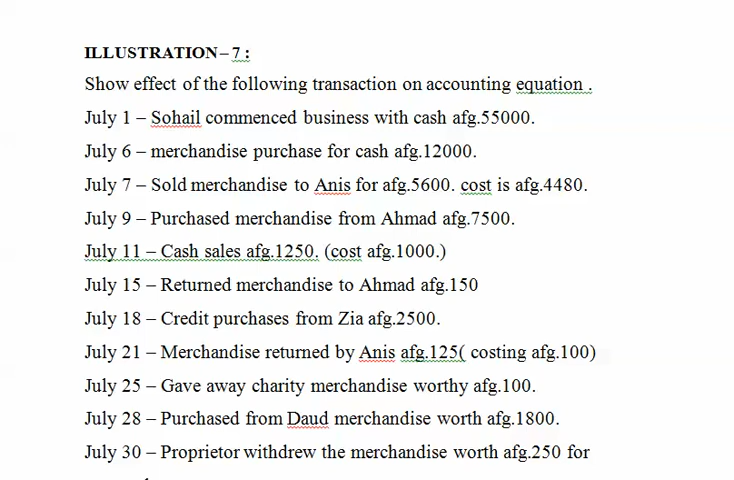 ILLUSTRATION – 7 :
Show effect of the following transaction on accounting equation .
July 1 – Sohail commenced business with cash afg.55000.
July 6 – merchandise purchase for cash afg.12000.
July 7 – Sold merchandise to Anis for afg.5600. cost is afg.4480.
July 9 – Purchased merchandise from Ahmad afg.7500.
July 11 – Cash sales afg.1250. (cost afg.1000.)
July 15 – Returned merchandise to Ahmad afg.150
July 18 – Credit purchases from Zia afg.2500.
July 21 – Merchandise returned by Anis afg.125( costing afg.100)
July 25 – Gave away charity merchandise worthy afg.100.
July 28 – Purchased from Daud merchandise worth afg.1800.
July 30 – Proprietor withdrew the merchandise worth afg.250 for